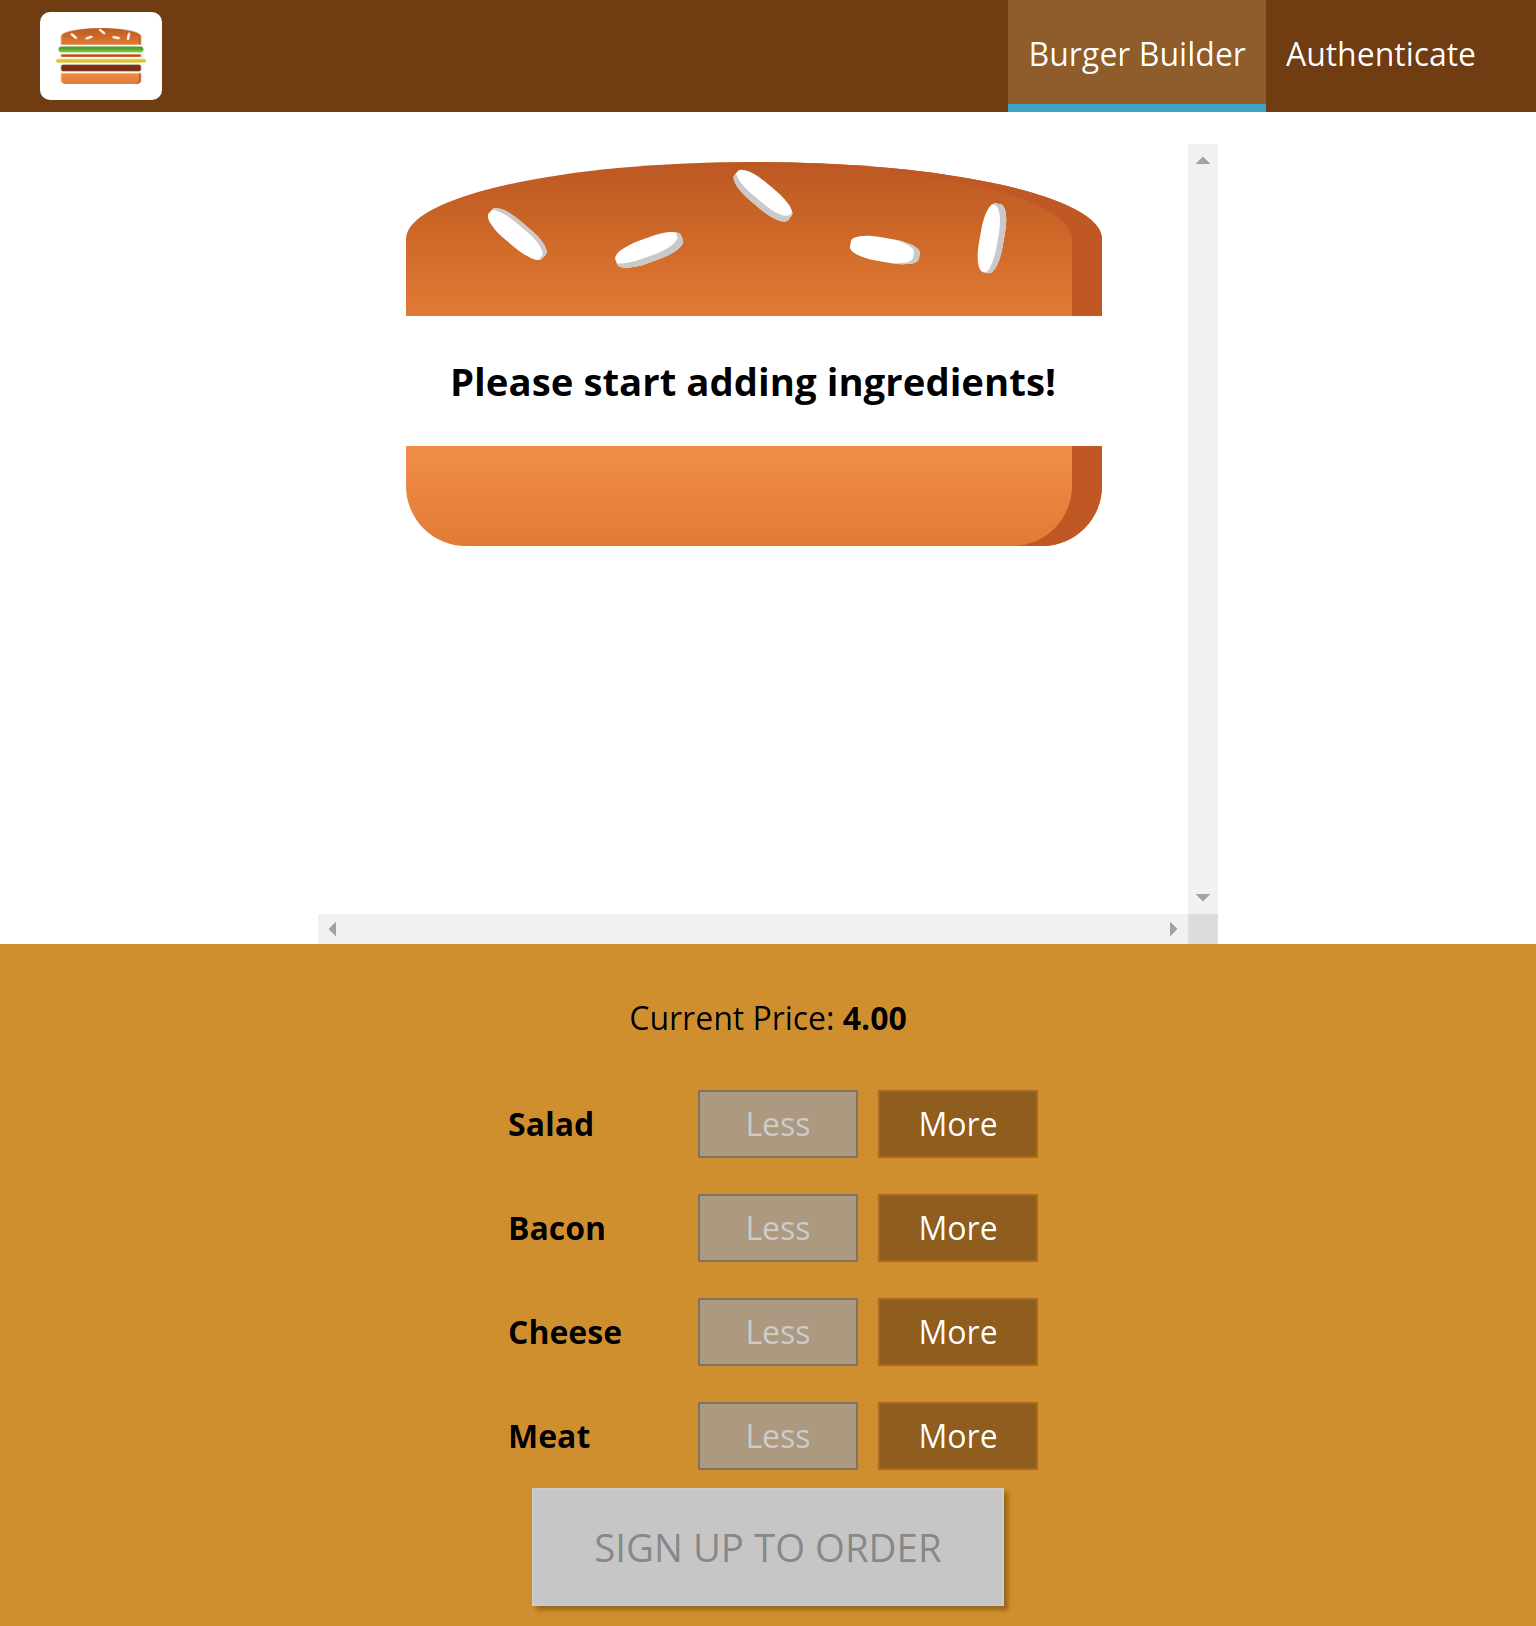 Burger Builder Authenticate
Please start adding ingredients!
Current Price: 4.00
Salad Less More
Bacon Less More
Cheese Less More
Meat Less More
SIGN UP TO ORDER